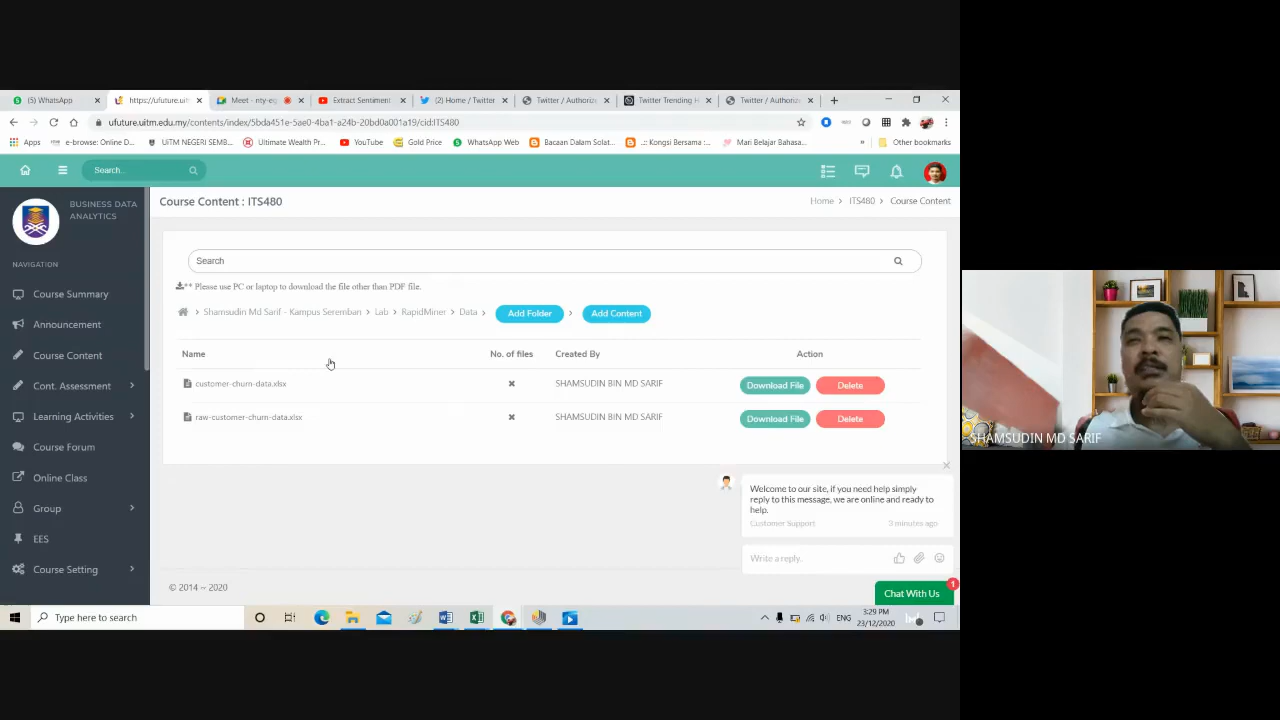 (5) WhatsApp
https://ufuture.uitm
Meet - nty-eg
Extract Sentiment
(2) Home / Twitter
Twitter / Authoriz
Twitter Trending H
Twitter / Authoriz
ufuture.uitm.edu.my/contents/index/5bda451e-5ae0-4ba1-a24b-20bd0a001a19/cid:ITS480
Apps
e-browse: Online D...
UiTM NEGERI SEMB...
Ultimate Wealth Pr...
YouTube
Gold Price
WhatsApp Web
Bacaan Dalam Solat...
..:: Kongsi Bersama :...
Mari Belajar Bahasa...
»
Other bookmarks
Search...
BUSINESS DATA
ANALYTICS
NAVIGATION
Course Summary
Announcement
Course Content
Cont. Assessment
Learning Activities
Course Forum
Online Class
Group
EES
Course Setting
Course Content : ITS480
Home > ITS480 > Course Content
Search
** Please use PC or laptop to download the file other than PDF file.
> Shamsudin Md Sarif - Kampus Seremban > Lab > RapidMiner > Data > Add Folder > Add Content
Name No. of files Created By Action
customer-churn-data.xlsx SHAMSUDIN BIN MD SARIF Download File Delete
raw-customer-churn-data.xlsx SHAMSUDIN BIN MD SARIF Download File Delete
Welcome to our site, if you need help simply
reply to this message, we are online and ready to
help.
Customer Support 3 minutes ago
Write a reply.
© 2014 ~ 2020
Chat With Us
1
Type here to search
ENG
3:29 PM
23/12/2020
SHAMSUDIN MD SARIF